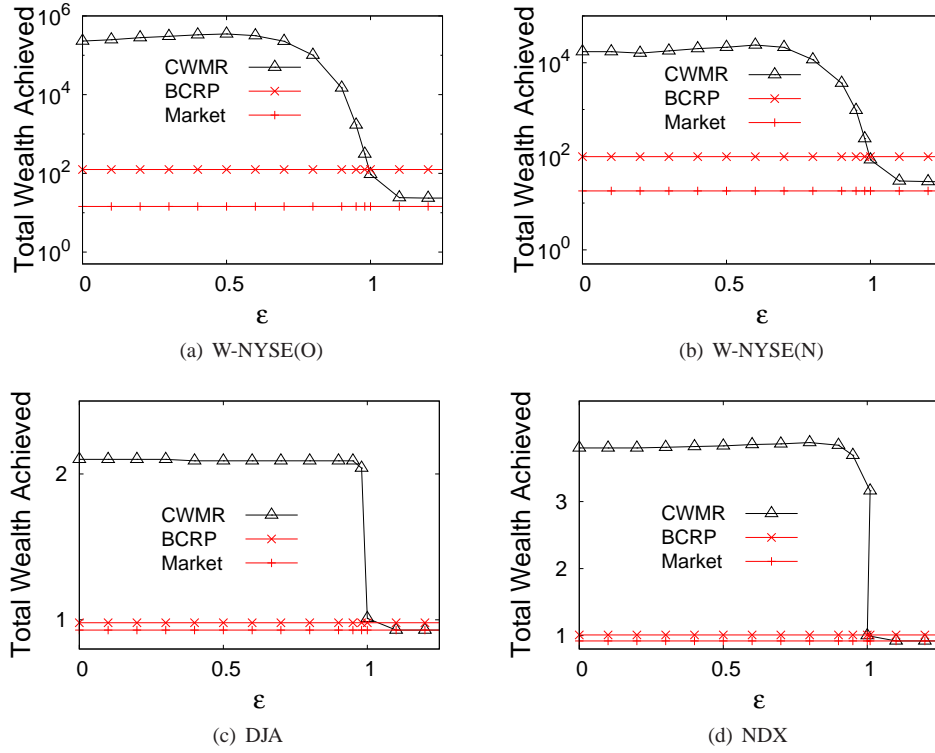 Total Wealth Achieved
10^6
10^4
10^2
10^0
CWMR
BCRP
Market
0
0.5
1
ε
(a) W-NYSE(O)
Total Wealth Achieved
10^4
10^2
10^0
CWMR
BCRP
Market
0
0.5
1
ε
(b) W-NYSE(N)
Total Wealth Achieved
2
1
CWMR
BCRP
Market
0
0.5
1
ε
(c) DJA
Total Wealth Achieved
3
2
1
CWMR
BCRP
Market
0
0.5
1
ε
(d) NDX